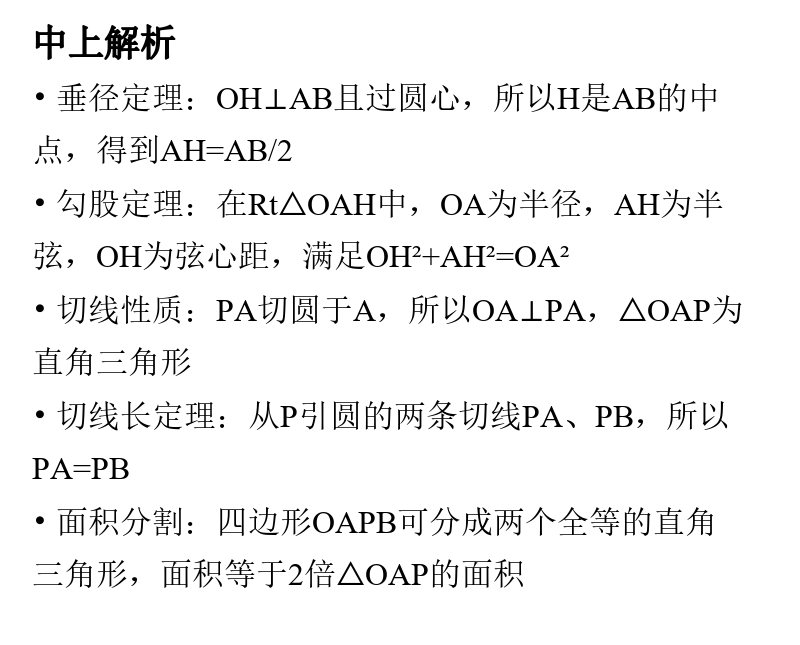 中上解析
• 垂径定理：OH⊥AB且过圆心，所以H是AB的中
点，得到AH=AB/2
• 勾股定理：在Rt△OAH中，OA为半径，AH为半
弦，OH为弦心距，满足OH²+AH²=OA²
• 切线性质：PA切圆于A，所以OA⊥PA，△OAP为
直角三角形
• 切线长定理：从P引圆的两条切线PA、PB，所以
PA=PB
• 面积分割：四边形OAPB可分成两个全等的直角
三角形，面积等于2倍△OAP的面积